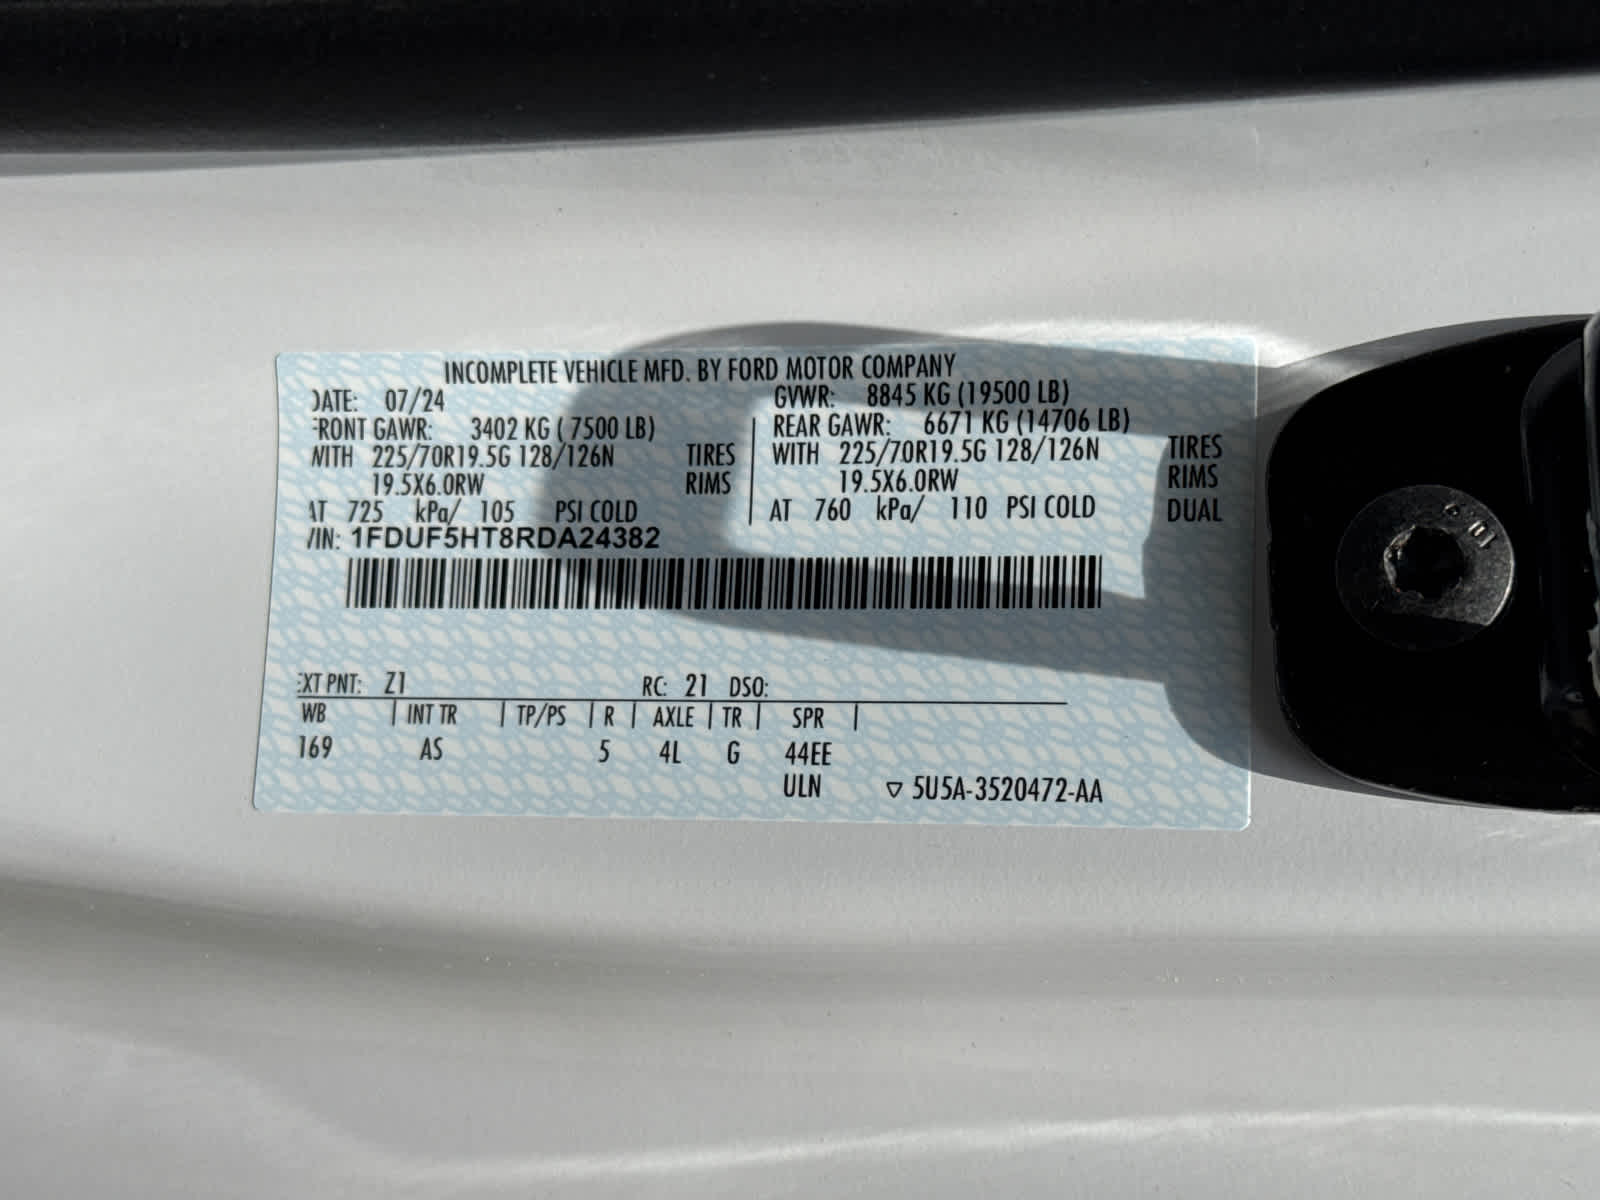 INCOMPLETE VEHICLE MFD. BY FORD MOTOR COMPANY
DATE: 07/24 GVWR: 8845 KG (19500 LB)
FRONT GAWR: 3402 KG ( 7500 LB) REAR GAWR: 6671 KG (14706 LB)
WITH 225/70R19.5G 128/126N TIRES WITH 225/70R19.5G 128/126N TIRES
19.5X6.0RW RIMS 19.5X6.0RW RIMS
AT 725 kPa/ 105 PSI COLD AT 760 kPa/ 110 PSI COLD DUAL
VIN: 1FDUF5HT8RDA24382
EXT PNT: Z1 RC: 21 DSO:
WB | INT TR | TP/PS | R | AXLE | TR | SPR |
169 AS 5 4L G 44EE
ULN ▽ 5U5A-3520472-AA